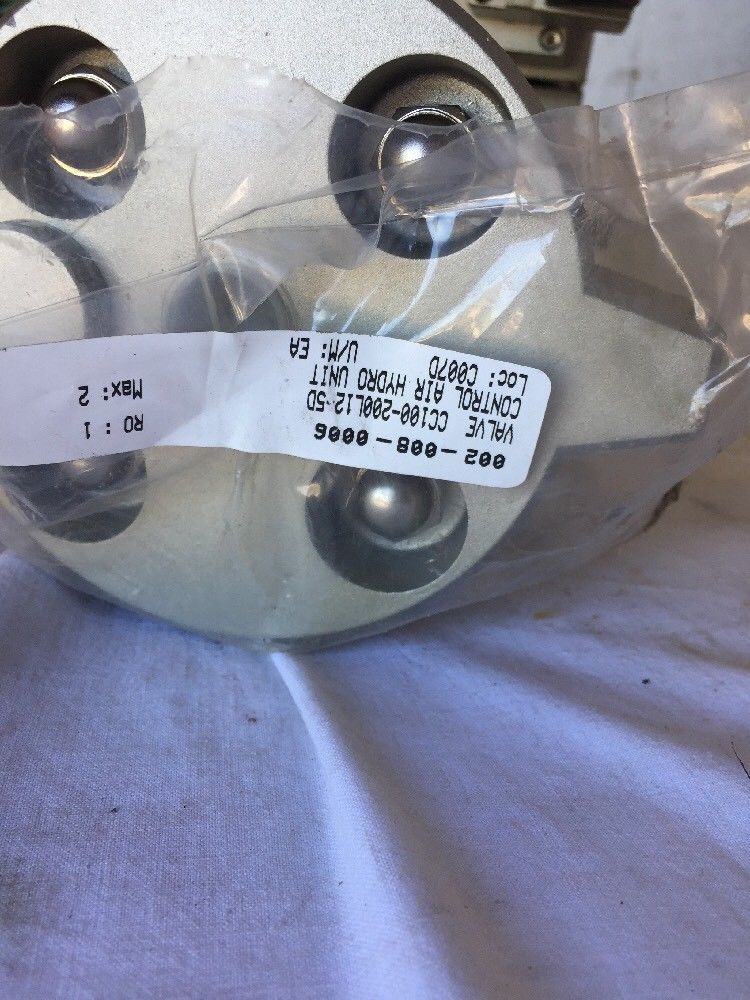 002-008-0006
VALVE CC100-200L12-5D
CONTROL AIR HYDRO UNIT
Loc: C007D U/M: EA
RO : 1
Max: 2